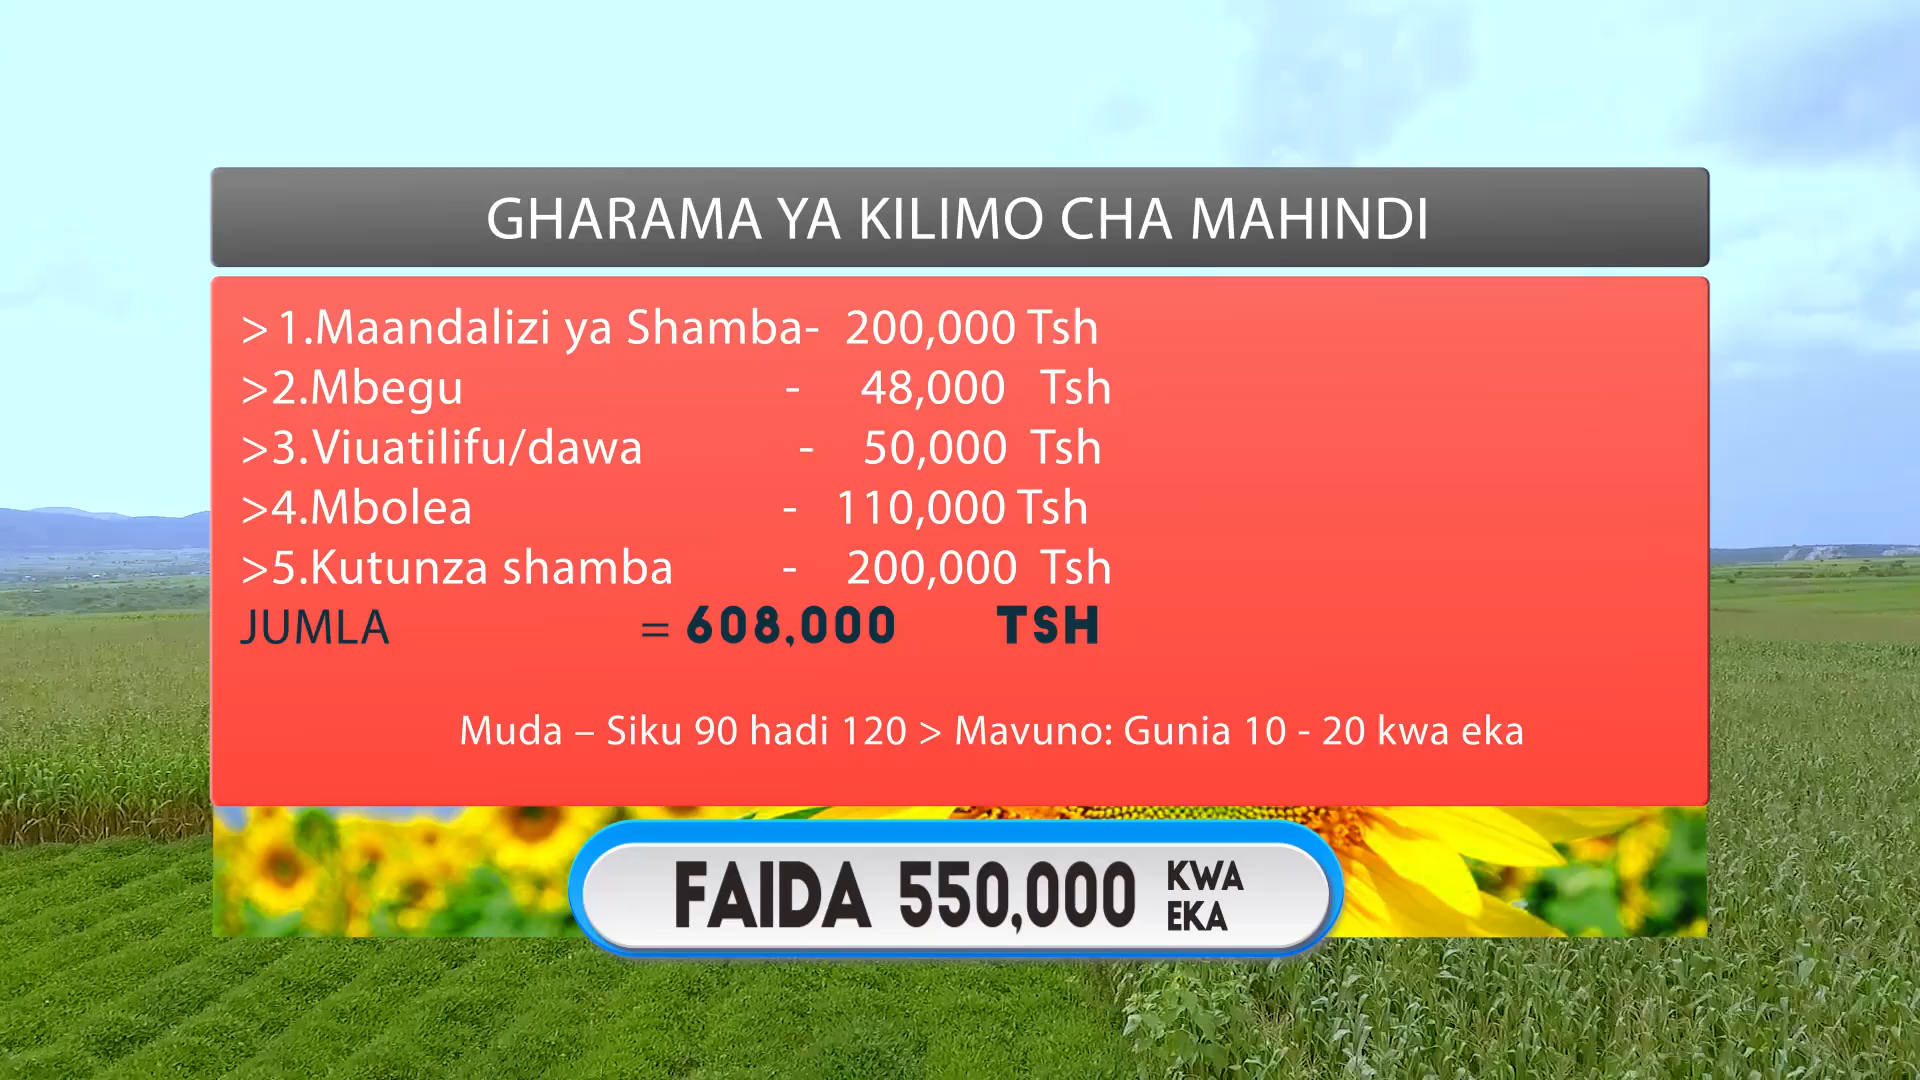 GHARAMA YA KILIMO CHA MAHINDI
>1.Maandalizi ya Shamba- 200,000 Tsh
>2.Mbegu - 48,000 Tsh
>3.Viuatilifu/dawa - 50,000 Tsh
>4.Mbolea - 110,000 Tsh
>5.Kutunza shamba - 200,000 Tsh
JUMLA = 608,000 TSH
Muda – Siku 90 hadi 120 > Mavuno: Gunia 10 - 20 kwa eka
FAIDA 550,000 KWA EKA